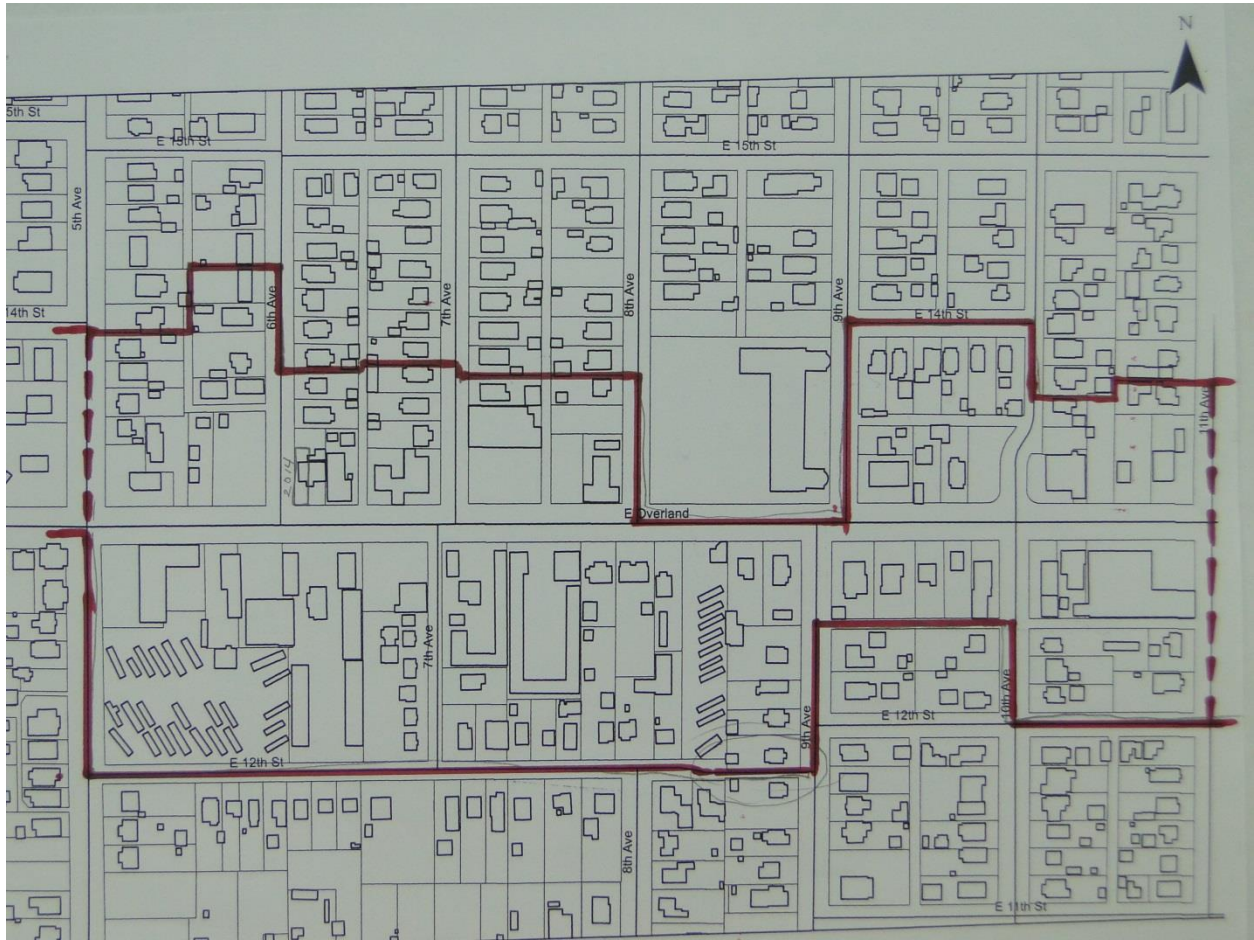 N
5th St
E 15th St
E 15th St
5th Ave
6th Ave
7th Ave
8th Ave
9th Ave
14th St
E 14th St
11th Ave
2014
E Overland
7th Ave
9th Ave
10th Ave
E 12th St
E 12th St
8th Ave
E 11th St